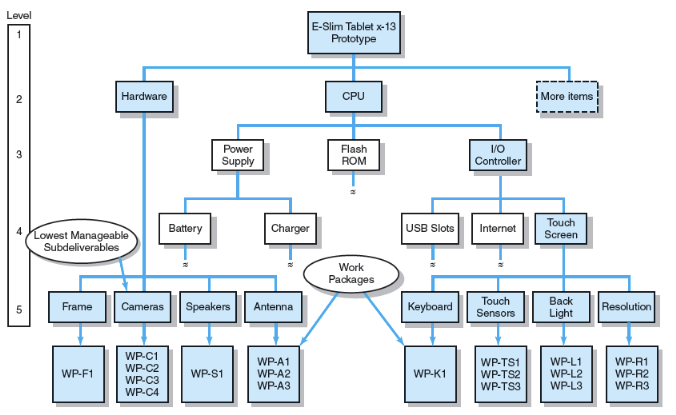 Level
1
E-Slim Tablet x-13
Prototype
2
Hardware
CPU
More items
3
Power
Supply
Flash
ROM
I/O
Controller
≈
4
Lowest Manageable
Subdeliverables
Battery
Charger
USB Slots
Internet
Touch
Screen
≈
≈
≈
≈
Work
Packages
5
Frame
Cameras
Speakers
Antenna
Keyboard
Touch
Sensors
Back
Light
Resolution
WP-F1
WP-C1
WP-C2
WP-C3
WP-C4
WP-S1
WP-A1
WP-A2
WP-A3
WP-K1
WP-TS1
WP-TS2
WP-TS3
WP-L1
WP-L2
WP-L3
WP-R1
WP-R2
WP-R3